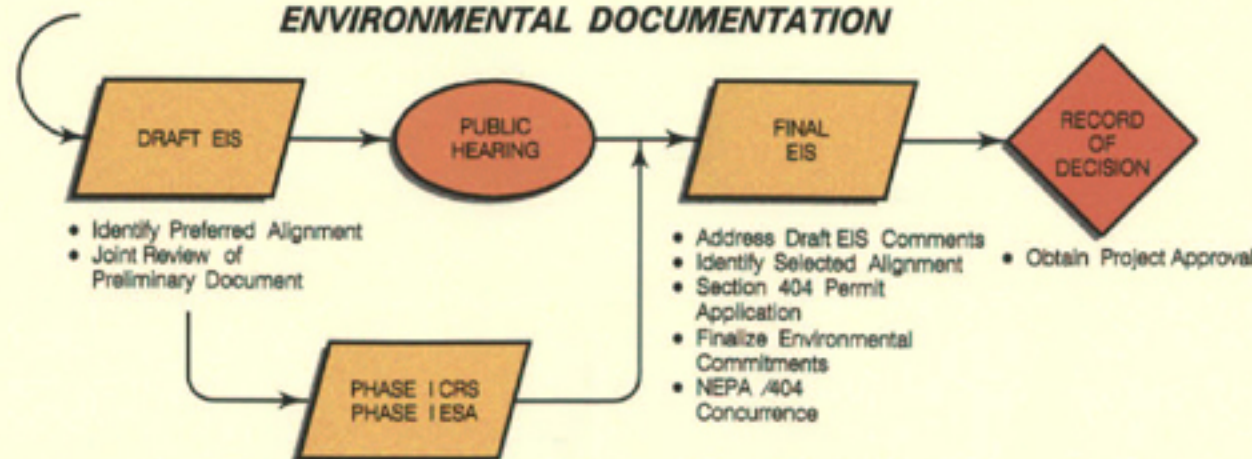 ENVIRONMENTAL DOCUMENTATION
DRAFT EIS
PUBLIC
HEARING
FINAL
EIS
RECORD
OF
DECISION
• Identify Preferred Alignment
• Joint Review of
Preliminary Document
• Address Draft EIS Comments
• Identify Selected Alignment
• Section 404 Permit
Application
• Finalize Environmental
Commitments
• NEPA /404
Concurrence
• Obtain Project Approval
PHASE I CRS
PHASE I ESA